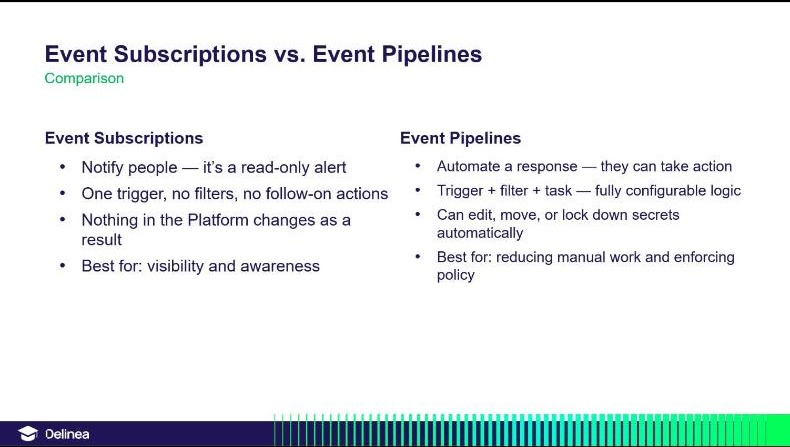 Event Subscriptions vs. Event Pipelines
Comparison
Event Subscriptions
• Notify people — it’s a read-only alert
• One trigger, no filters, no follow-on actions
• Nothing in the Platform changes as a
result
• Best for: visibility and awareness
Event Pipelines
• Automate a response — they can take action
• Trigger + filter + task — fully configurable logic
• Can edit, move, or lock down secrets
automatically
• Best for: reducing manual work and enforcing
policy
Delinea